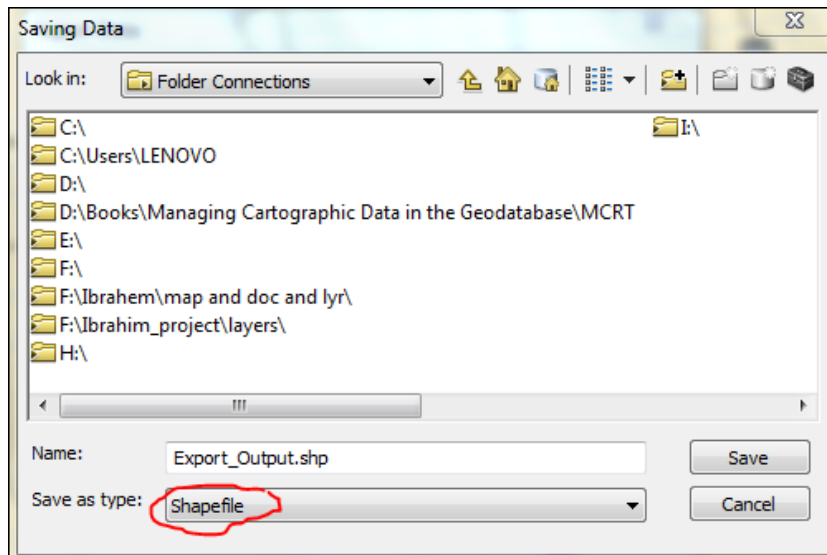 Saving Data
Look in: Folder Connections
C:\
I:\
C:\Users\LENOVO
D:\
D:\Books\Managing Cartographic Data in the Geodatabase\MCRT
E:\
F:\
F:\Ibrahem\map and doc and lyr\
F:\Ibrahim_project\layers\
H:\
Name: Export_Output.shp Save
Save as type: Shapefile Cancel